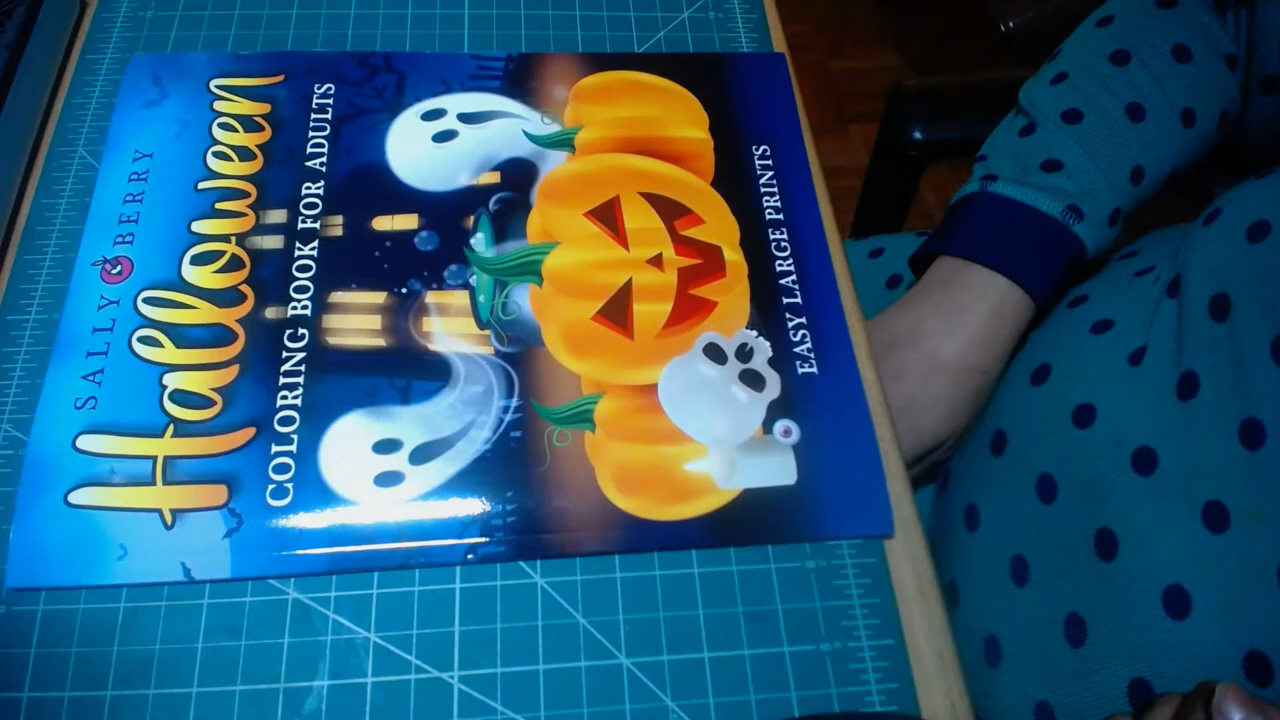 SALLY BERRY
Halloween
COLORING BOOK FOR ADULTS
EASY LARGE PRINTS